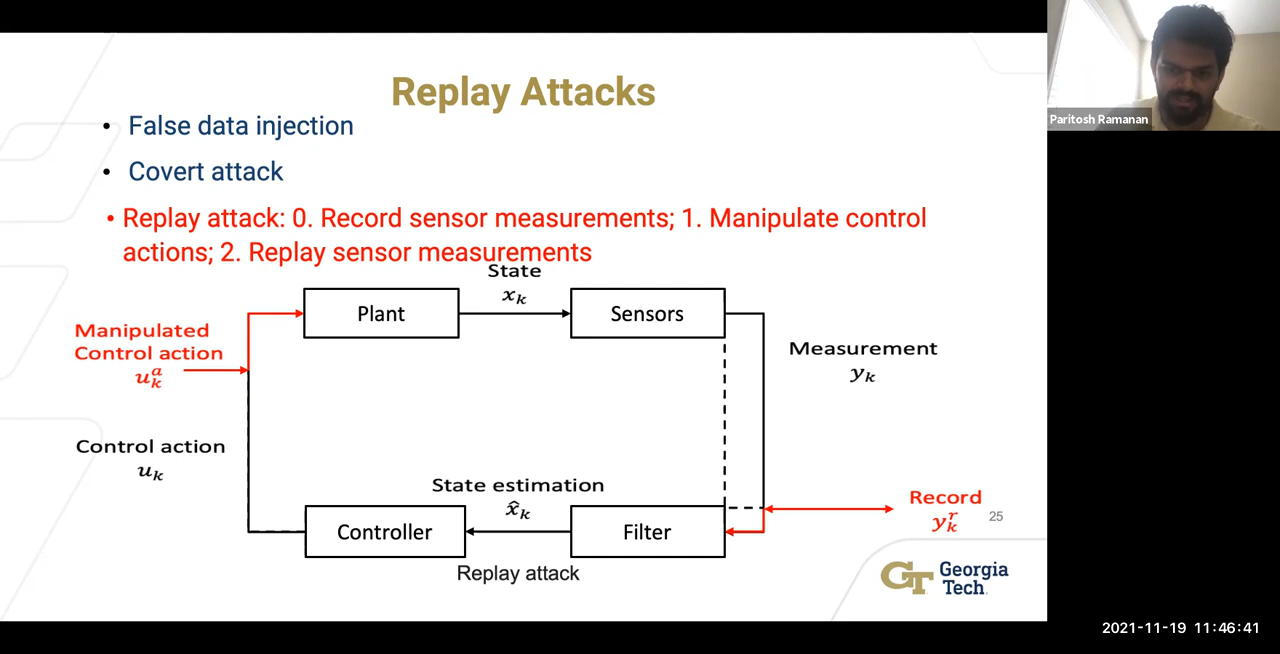 Replay Attacks
• False data injection
• Covert attack
• Replay attack: 0. Record sensor measurements; 1. Manipulate control
actions; 2. Replay sensor measurements
State
x_k
Plant
Sensors
Manipulated
Control action
u_k^a
Measurement
y_k
Control action
u_k
State estimation
x̂_k
Controller
Filter
Record
y_k^r
25
Replay attack
GT Georgia
Tech
Paritosh Ramanan
2021-11-19 11:46:41